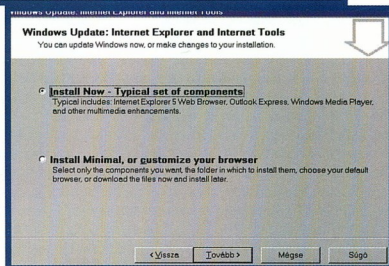 Windows Update: Internet Explorer and Internet Tools
Windows Update: Internet Explorer and Internet Tools
You can update Windows now, or make changes to your installation.
Install Now - Typical set of components
Typical includes: Internet Explorer 5 Web Browser, Outlook Express, Windows Media Player,
and other multimedia enhancements.
Install Minimal, or customize your browser
Select only the components you want, the folder in which to install them, choose your default
browser, or download the files now and install later.
< Vissza
Tovább >
Mégse
Súgó